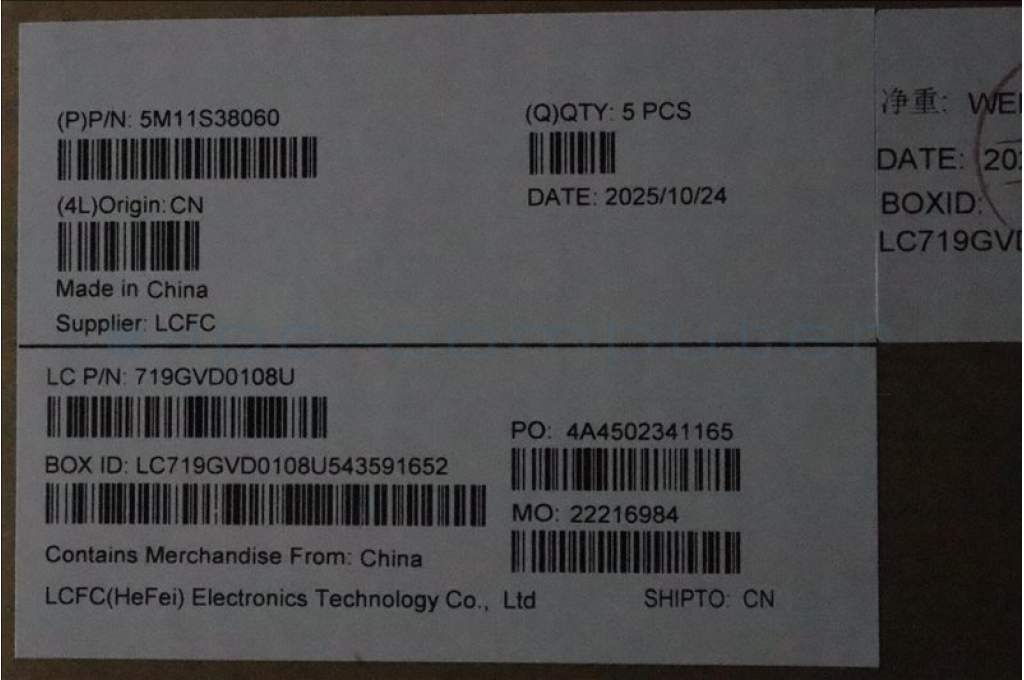 (P)P/N: 5M11S38060
(Q)QTY: 5 PCS
DATE: 2025/10/24
(4L)Origin: CN
Made in China
Supplier: LCFC
LC P/N: 719GVD0108U
BOX ID: LC719GVD0108U543591652
PO: 4A4502341165
MO: 22216984
Contains Merchandise From: China
LCFC(HeFei) Electronics Technology Co., Ltd
SHIPTO: CN
净重:
DATE: 202
BOXID:
LC719GVD